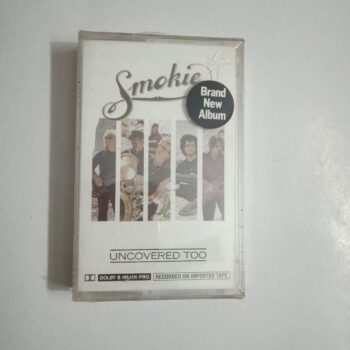 Smokie
Brand
New
Album
UNCOVERED TOO
DOLBY B NR/HX PRO
RECORDED ON IMPORTED TAPE